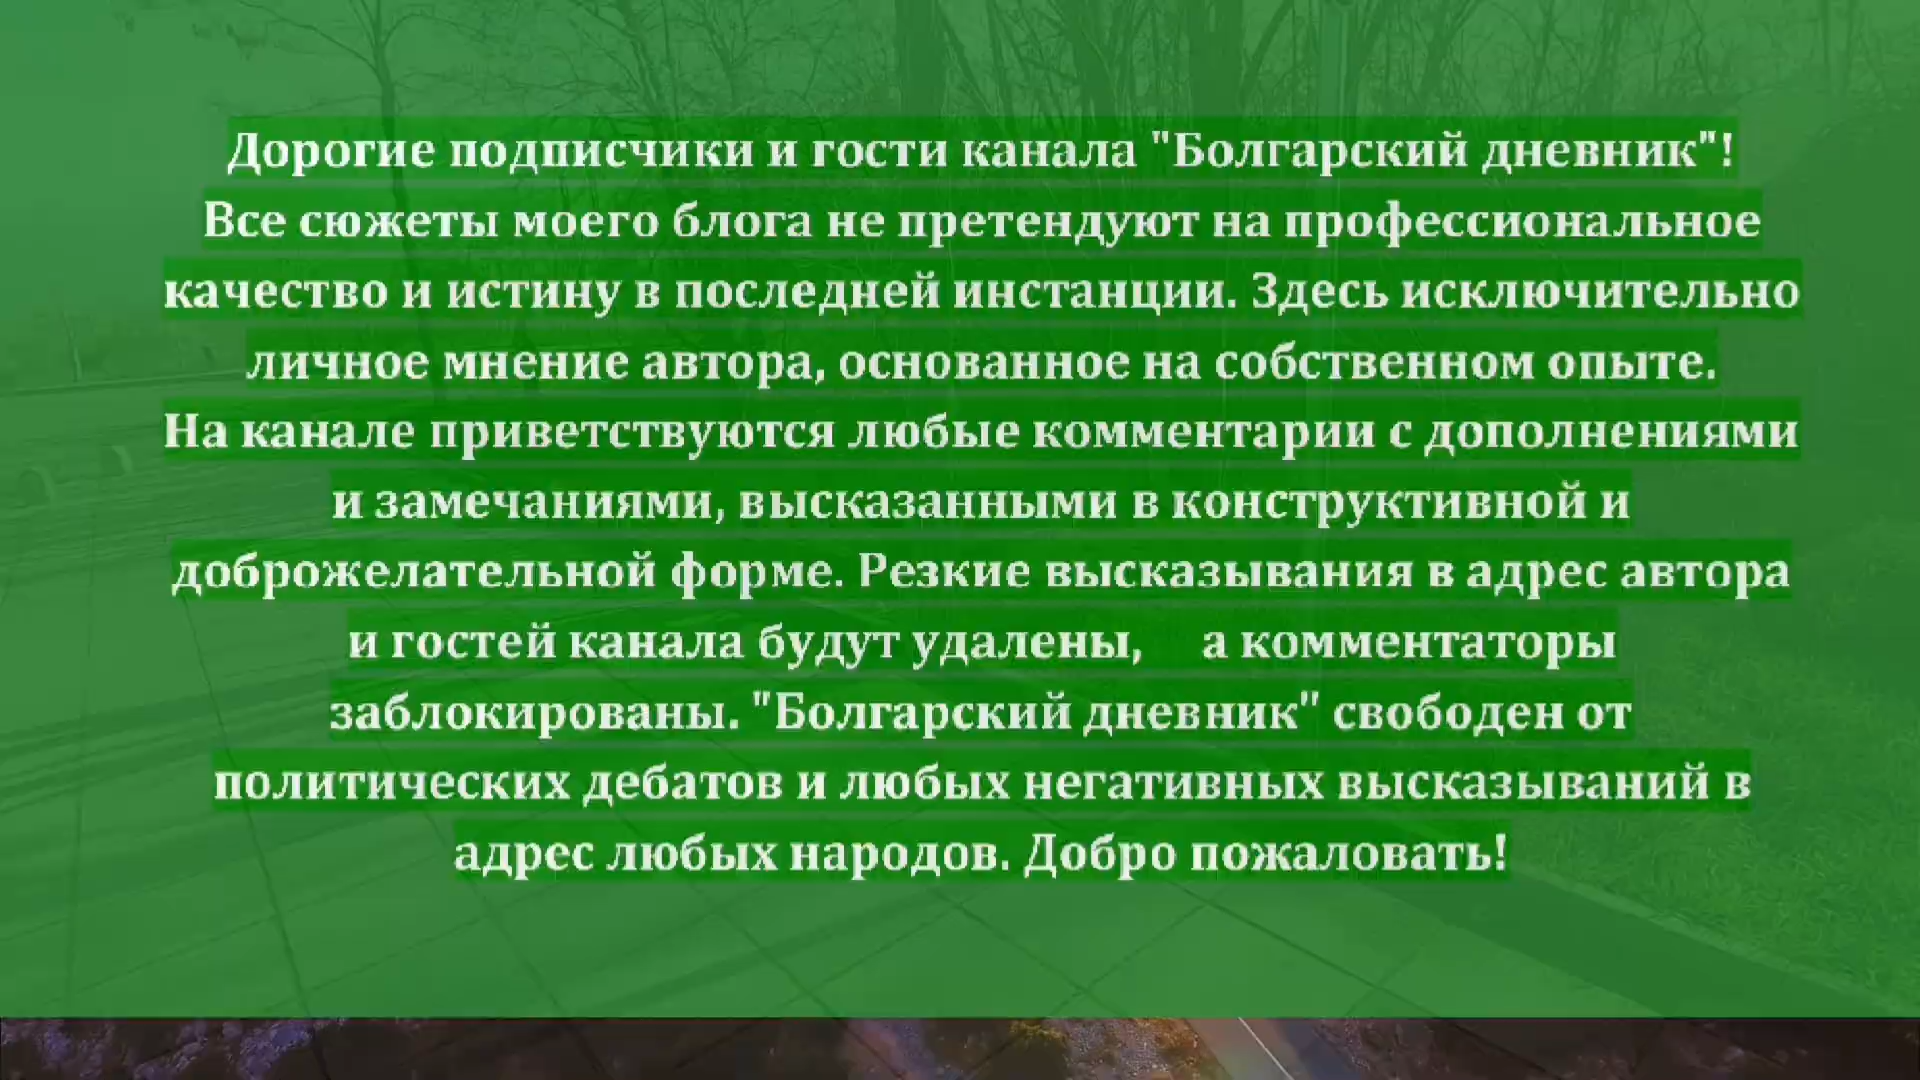 Дорогие подписчики и гости канала "Болгарский дневник"!
Все сюжеты моего блога не претендуют на профессиональное
качество и истину в последней инстанции. Здесь исключительно
личное мнение автора, основанное на собственном опыте.
На канале приветствуются любые комментарии с дополнениями
и замечаниями, высказанными в конструктивной и
доброжелательной форме. Резкие высказывания в адрес автора
и гостей канала будут удалены, а комментаторы
заблокированы. "Болгарский дневник" свободен от
политических дебатов и любых негативных высказываний в
адрес любых народов. Добро пожаловать!